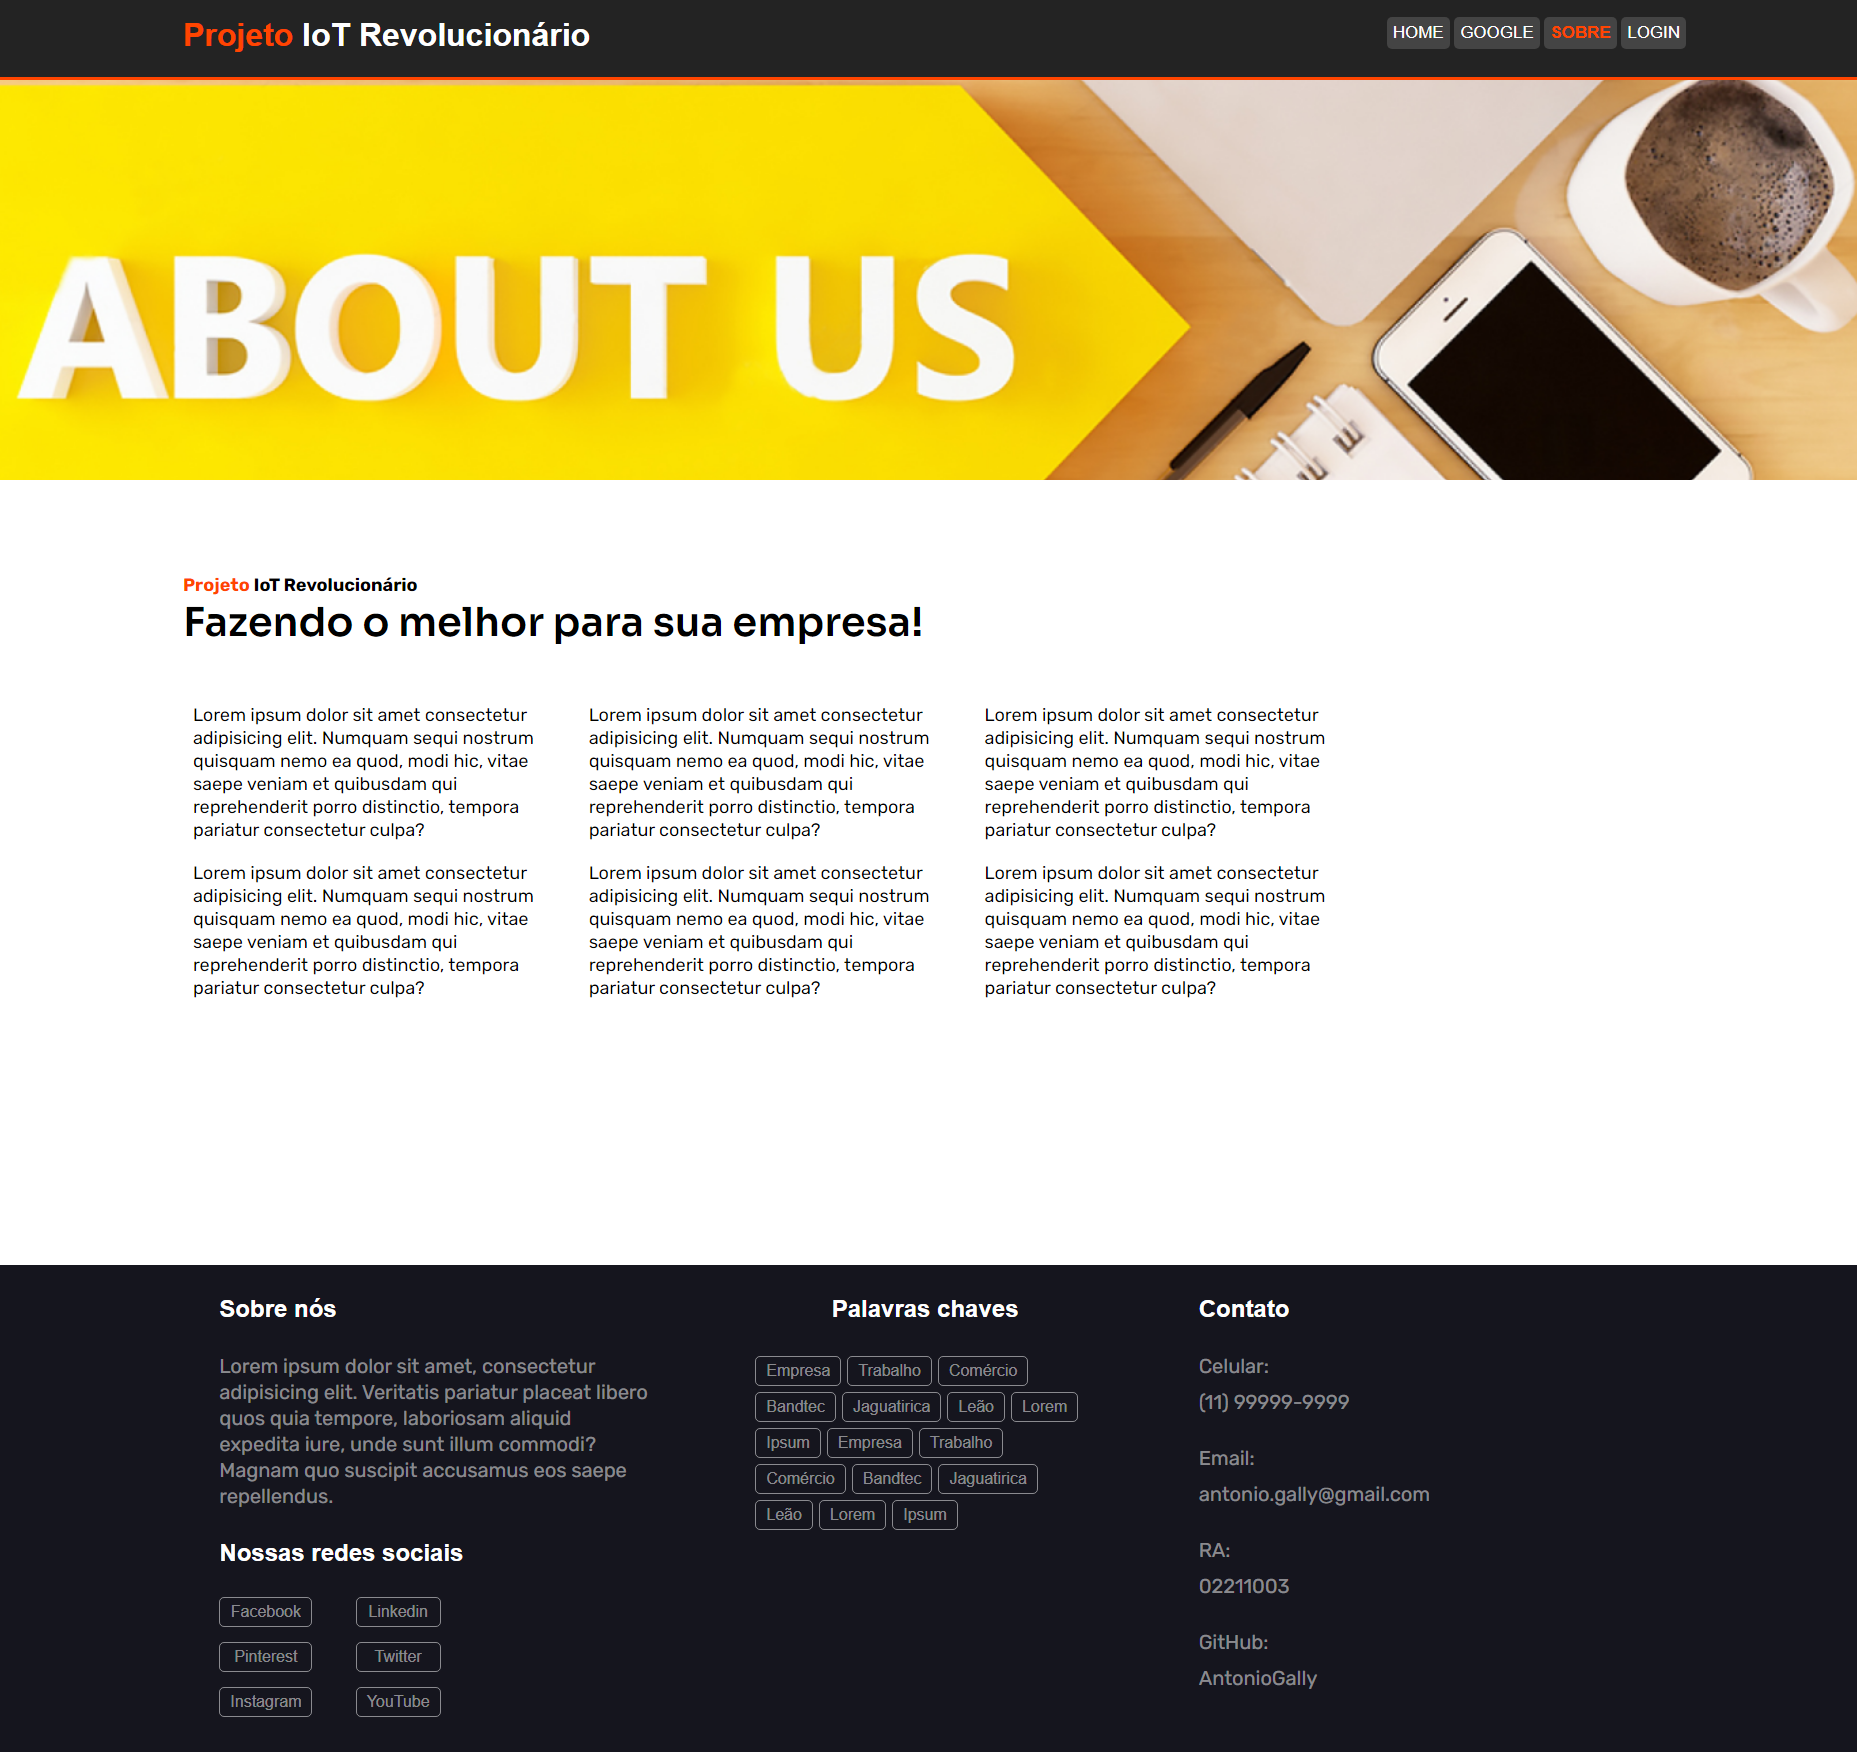 Projeto IoT Revolucionário
HOME GOOGLE SOBRE LOGIN
ABOUT US
Projeto IoT Revolucionário
Fazendo o melhor para sua empresa!
Lorem ipsum dolor sit amet consectetur
adipisicing elit. Numquam sequi nostrum
quisquam nemo ea quod, modi hic, vitae
saepe veniam et quibusdam qui
reprehenderit porro distinctio, tempora
pariatur consectetur culpa?
Lorem ipsum dolor sit amet consectetur
adipisicing elit. Numquam sequi nostrum
quisquam nemo ea quod, modi hic, vitae
saepe veniam et quibusdam qui
reprehenderit porro distinctio, tempora
pariatur consectetur culpa?
Lorem ipsum dolor sit amet consectetur
adipisicing elit. Numquam sequi nostrum
quisquam nemo ea quod, modi hic, vitae
saepe veniam et quibusdam qui
reprehenderit porro distinctio, tempora
pariatur consectetur culpa?
Lorem ipsum dolor sit amet consectetur
adipisicing elit. Numquam sequi nostrum
quisquam nemo ea quod, modi hic, vitae
saepe veniam et quibusdam qui
reprehenderit porro distinctio, tempora
pariatur consectetur culpa?
Lorem ipsum dolor sit amet consectetur
adipisicing elit. Numquam sequi nostrum
quisquam nemo ea quod, modi hic, vitae
saepe veniam et quibusdam qui
reprehenderit porro distinctio, tempora
pariatur consectetur culpa?
Lorem ipsum dolor sit amet consectetur
adipisicing elit. Numquam sequi nostrum
quisquam nemo ea quod, modi hic, vitae
saepe veniam et quibusdam qui
reprehenderit porro distinctio, tempora
pariatur consectetur culpa?
Sobre nós
Lorem ipsum dolor sit amet, consectetur
adipisicing elit. Veritatis pariatur placeat libero
quos quia tempore, laboriosam aliquid
expedita iure, unde sunt illum commodi?
Magnam quo suscipit accusamus eos saepe
repellendus.
Nossas redes sociais
Facebook Linkedin
Pinterest Twitter
Instagram YouTube
Palavras chaves
Empresa Trabalho Comércio
Bandtec Jaguatirica Leão Lorem
Ipsum Empresa Trabalho
Comércio Bandtec Jaguatirica
Leão Lorem Ipsum
Contato
Celular:
(11) 99999-9999
Email:
antonio.gally@gmail.com
RA:
02211003
GitHub:
AntonioGally